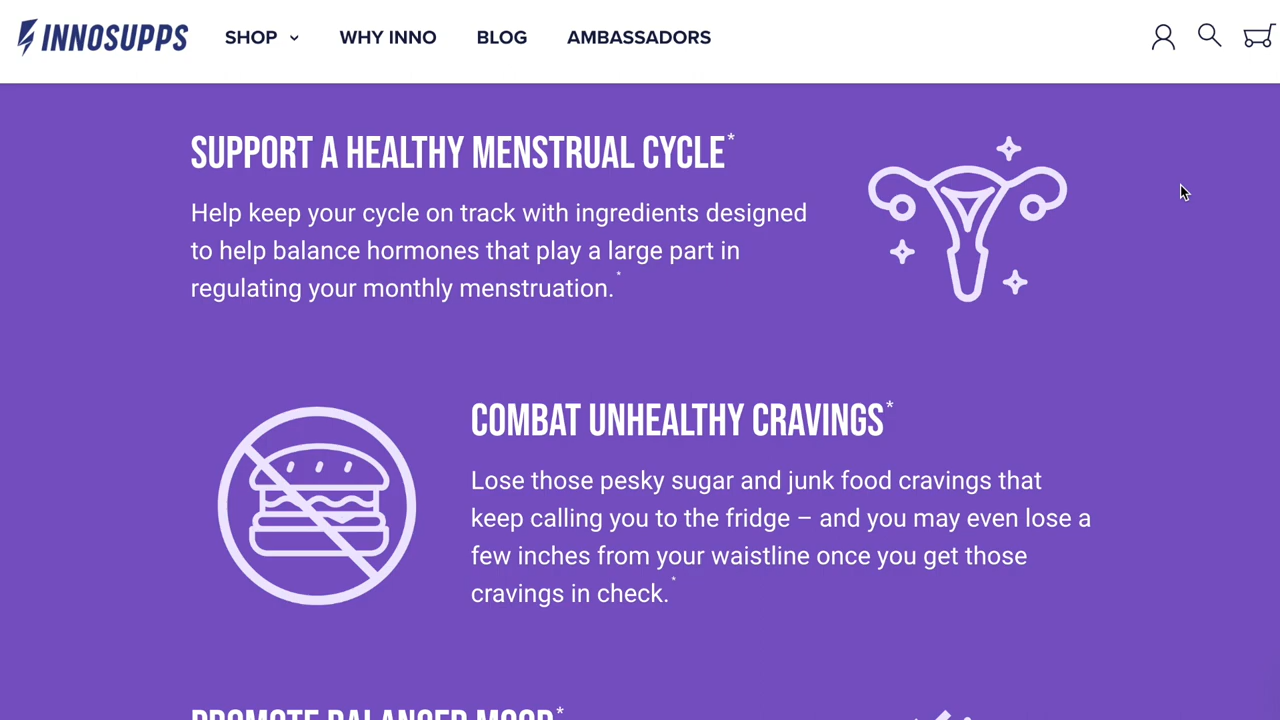 INNOSUPPS
SHOP
WHY INNO
BLOG
AMBASSADORS
SUPPORT A HEALTHY MENSTRUAL CYCLE*
Help keep your cycle on track with ingredients designed
to help balance hormones that play a large part in
regulating your monthly menstruation.*
COMBAT UNHEALTHY CRAVINGS*
Lose those pesky sugar and junk food cravings that
keep calling you to the fridge – and you may even lose a
few inches from your waistline once you get those
cravings in check.*
PROMOTE BALANCED MOOD*